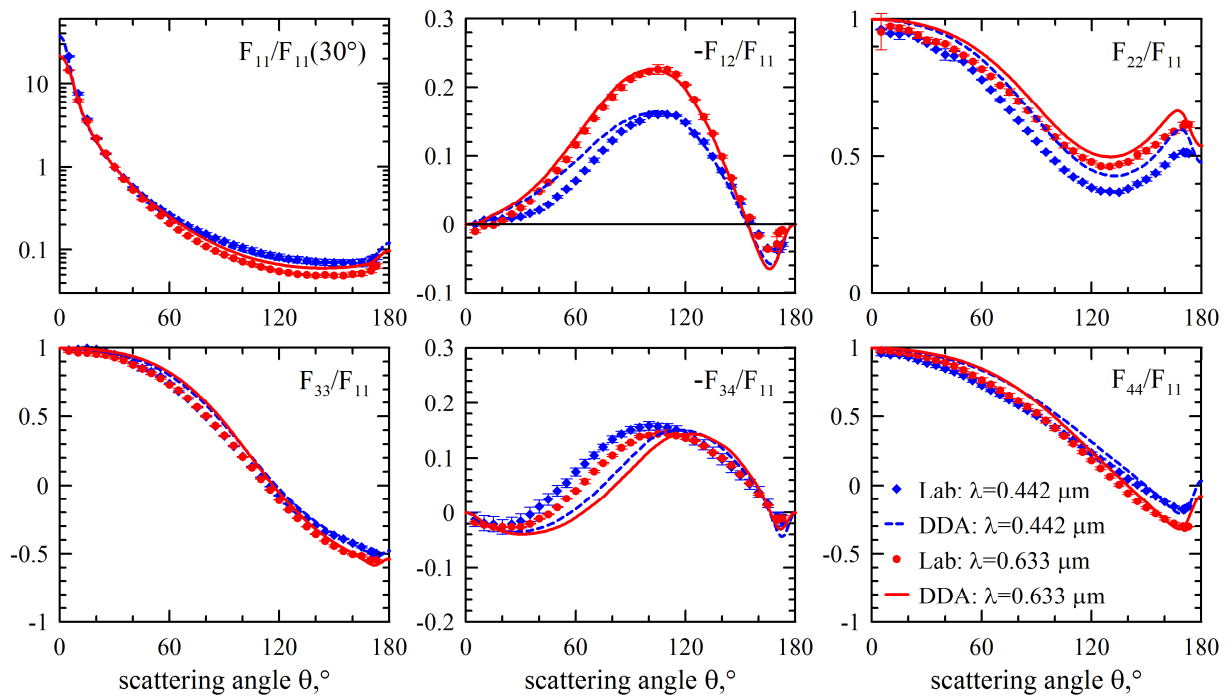 F₁₁/F₁₁(30°)
10
1
0.1
0 60 120 180
-F₁₂/F₁₁
0.3
0.2
0.1
0
-0.1
0 60 120 180
F₂₂/F₁₁
1
0.5
0
0 60 120 180
F₃₃/F₁₁
1
0.5
0
-0.5
-1
0 60 120 180
scattering angle θ,°
-F₃₄/F₁₁
0.3
0.2
0.1
0
-0.1
-0.2
0 60 120 180
scattering angle θ,°
F₄₄/F₁₁
1
0.5
0
-0.5
-1
Lab: λ=0.442 μm
DDA: λ=0.442 μm
Lab: λ=0.633 μm
DDA: λ=0.633 μm
0 60 120 180
scattering angle θ,°